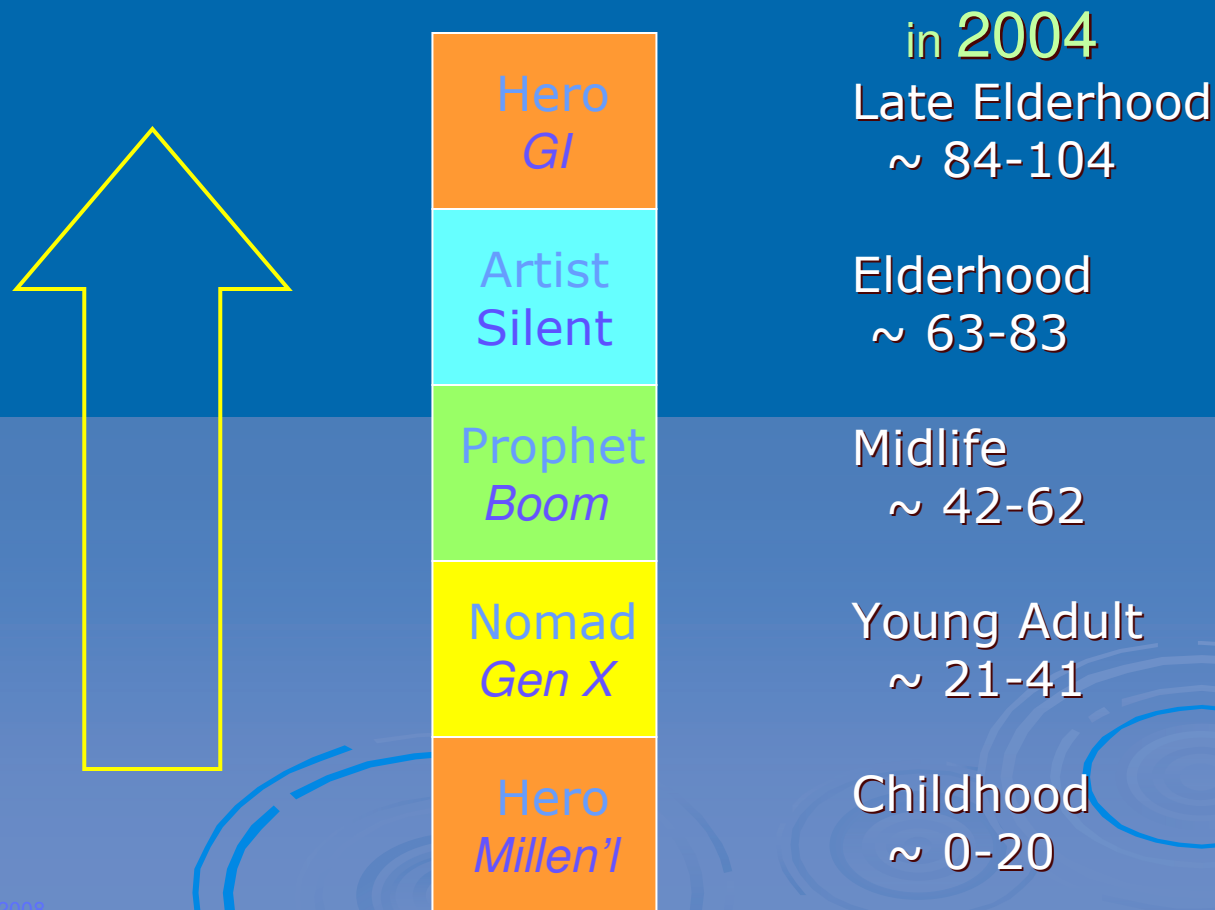 in 2004
Hero
GI
Late Elderhood
~ 84-104
Artist
Silent
Elderhood
~ 63-83
Prophet
Boom
Midlife
~ 42-62
Nomad
Gen X
Young Adult
~ 21-41
Hero
Millen’l
Childhood
~ 0-20
2008